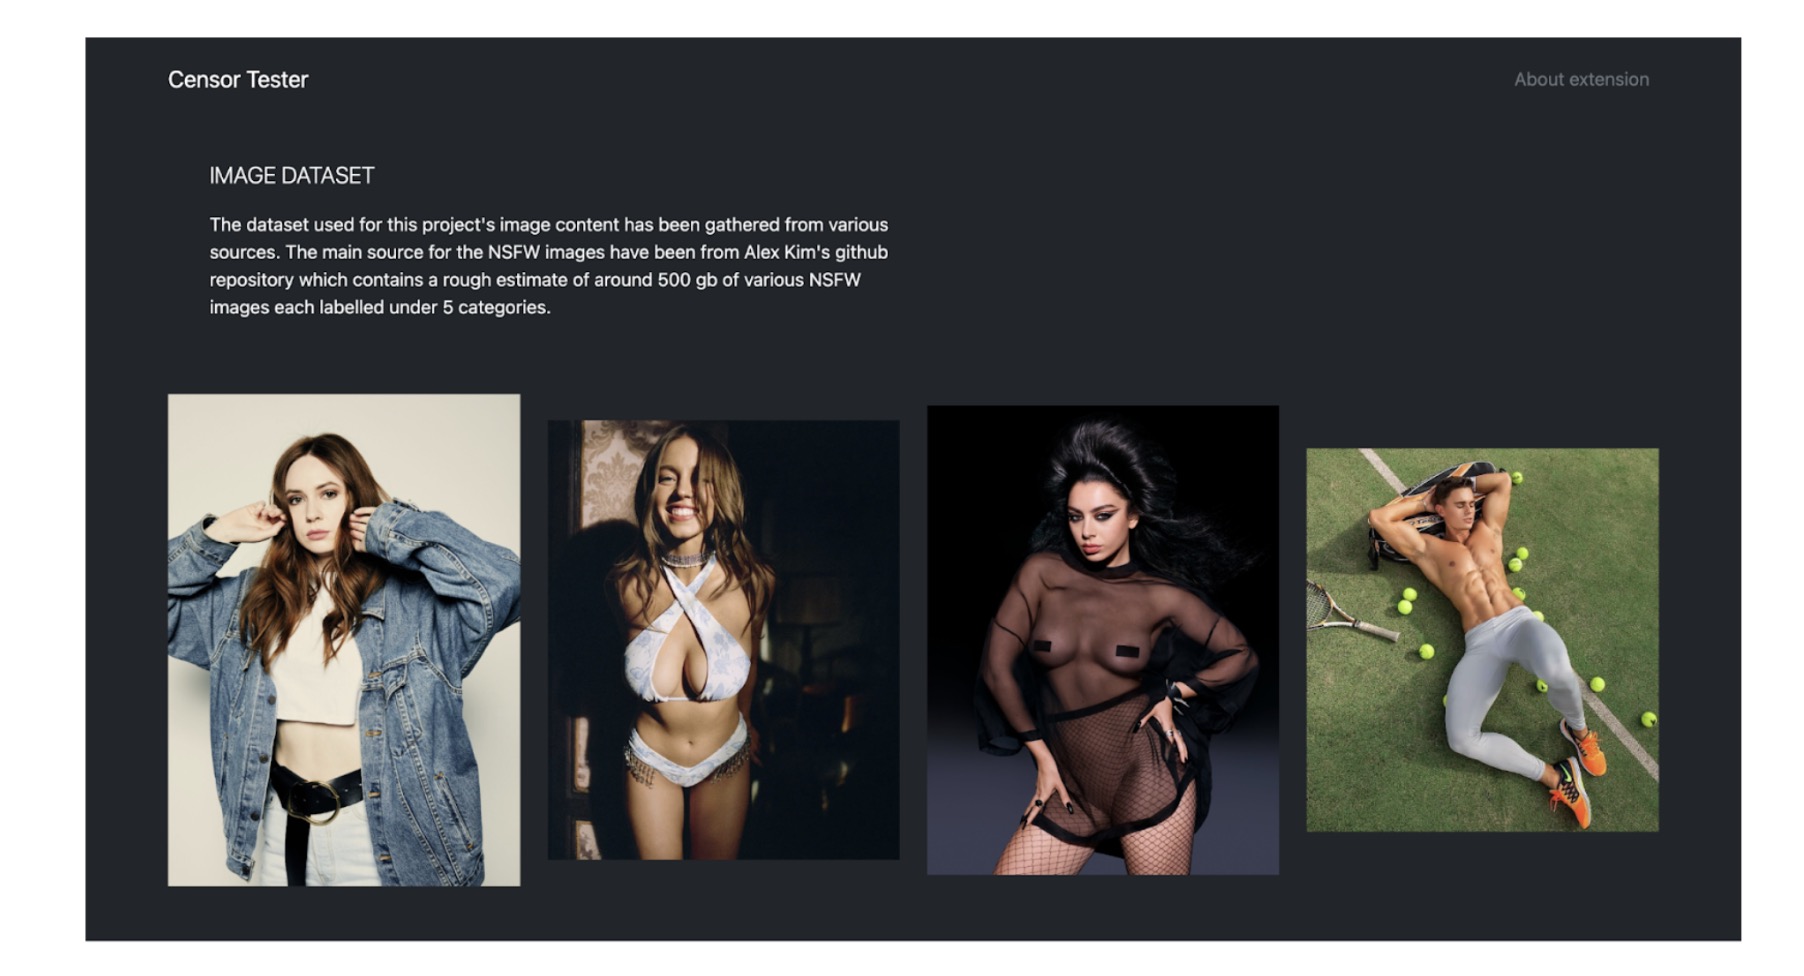 Censor Tester
About extension
IMAGE DATASET
The dataset used for this project's image content has been gathered from various
sources. The main source for the NSFW images have been from Alex Kim's github
repository which contains a rough estimate of around 500 gb of various NSFW
images each labelled under 5 categories.